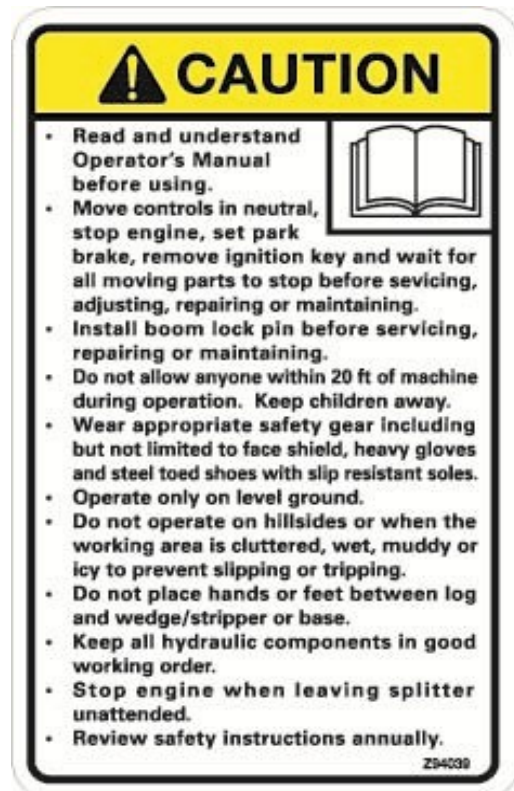 CAUTION
• Read and understand
Operator's Manual
before using.
• Move controls in neutral,
stop engine, set park
brake, remove ignition key and wait for
all moving parts to stop before sevicing,
adjusting, repairing or maintaining.
• Install boom lock pin before servicing,
repairing or maintaining.
• Do not allow anyone within 20 ft of machine
during operation. Keep children away.
• Wear appropriate safety gear including
but not limited to face shield, heavy gloves
and steel toed shoes with slip resistant soles.
• Operate only on level ground.
• Do not operate on hillsides or when the
working area is cluttered, wet, muddy or
icy to prevent slipping or tripping.
• Do not place hands or feet between log
and wedge/stripper or base.
• Keep all hydraulic components in good
working order.
• Stop engine when leaving splitter
unattended.
• Review safety instructions annually.
Z94039